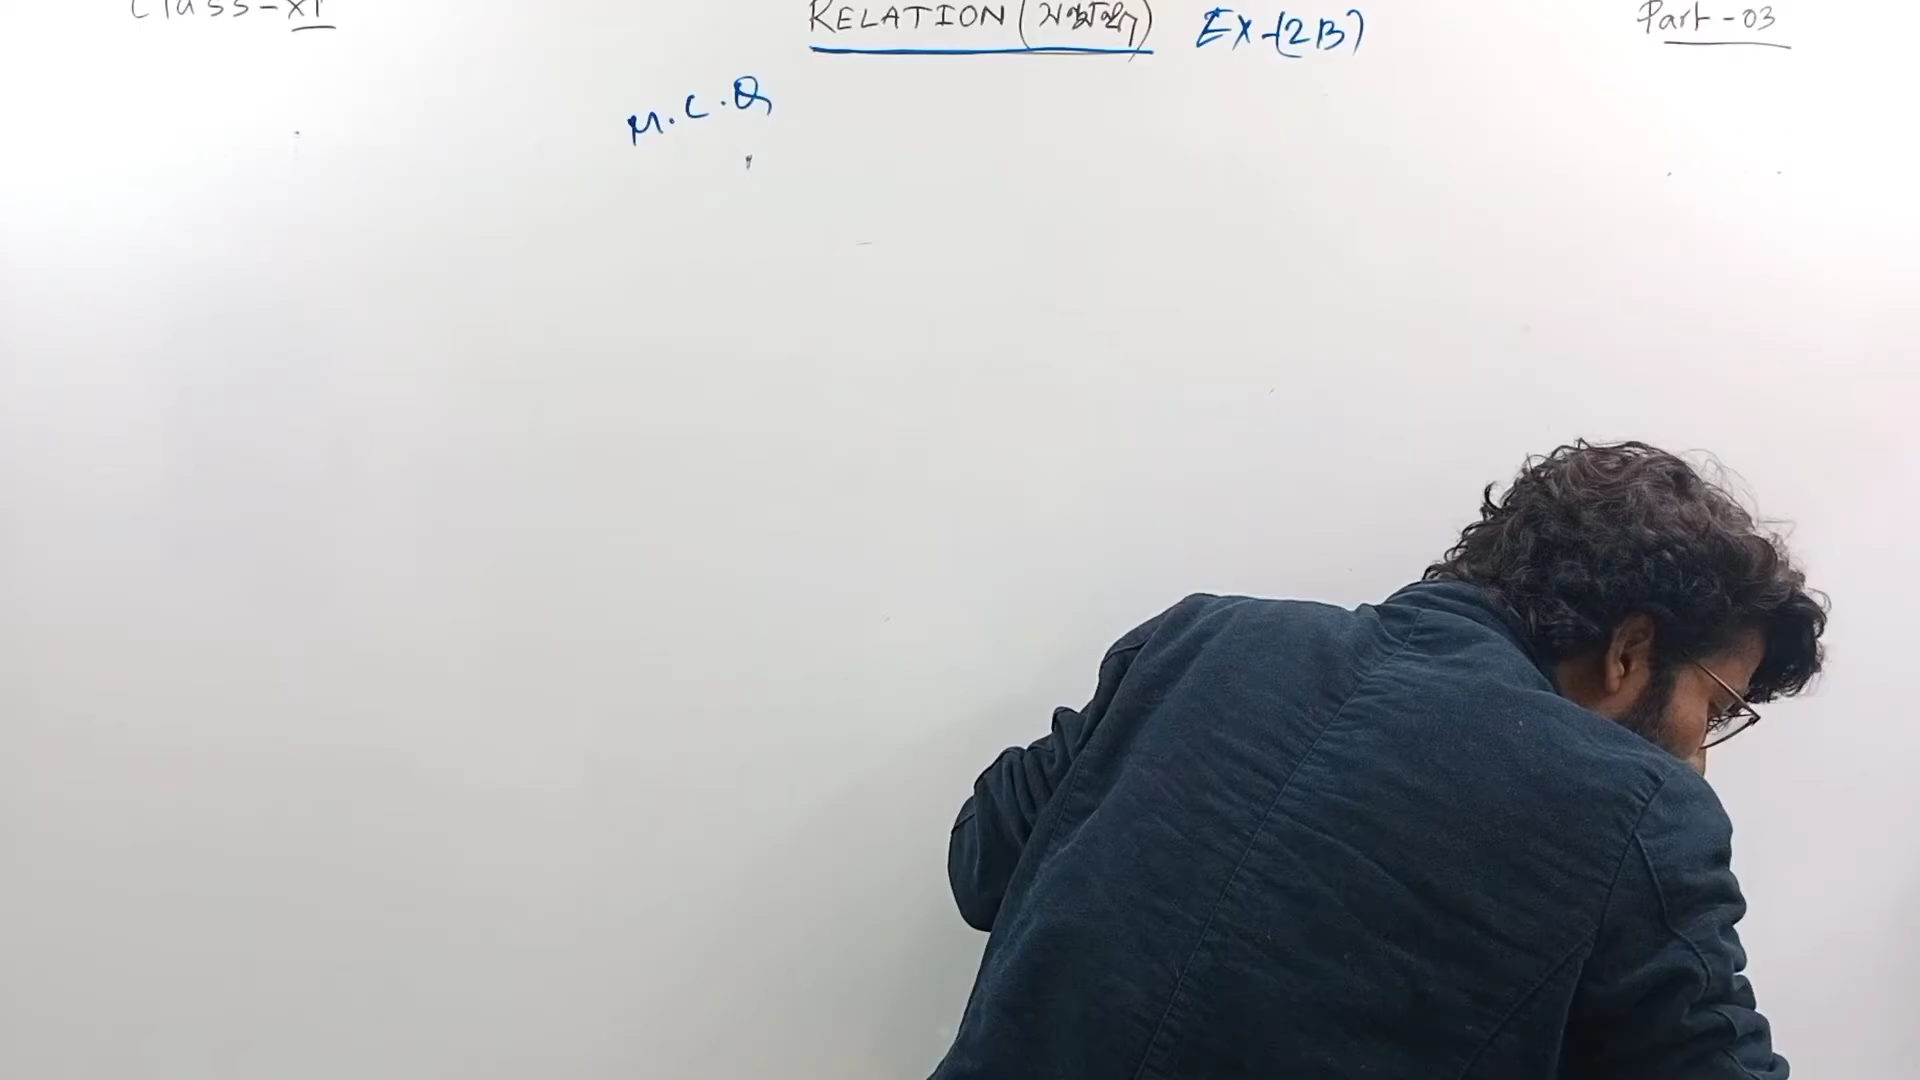 Class-XI
RELATION (সম্বন্ধ) Ex-(2B)
Part-03
M.C.Q